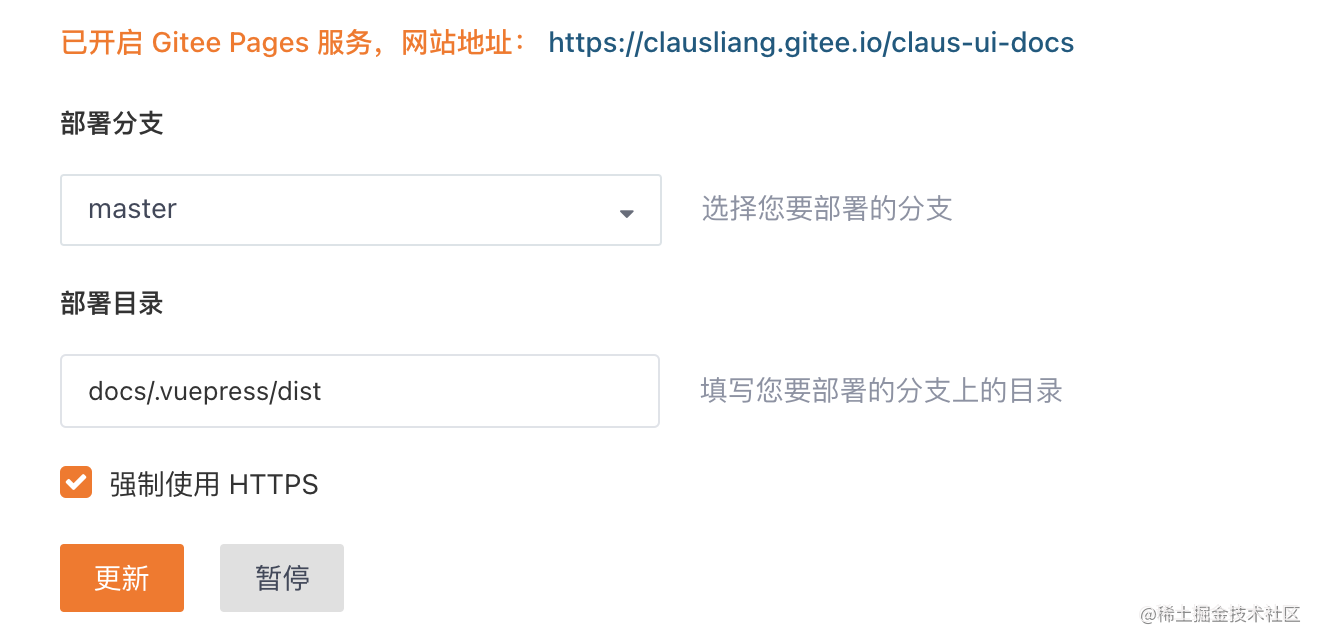 已开启 Gitee Pages 服务，网站地址： https://clausliang.gitee.io/claus-ui-docs
部署分支
master 选择您要部署的分支
部署目录
docs/.vuepress/dist 填写您要部署的分支上的目录
强制使用 HTTPS
更新 暂停
@稀土掘金技术社区